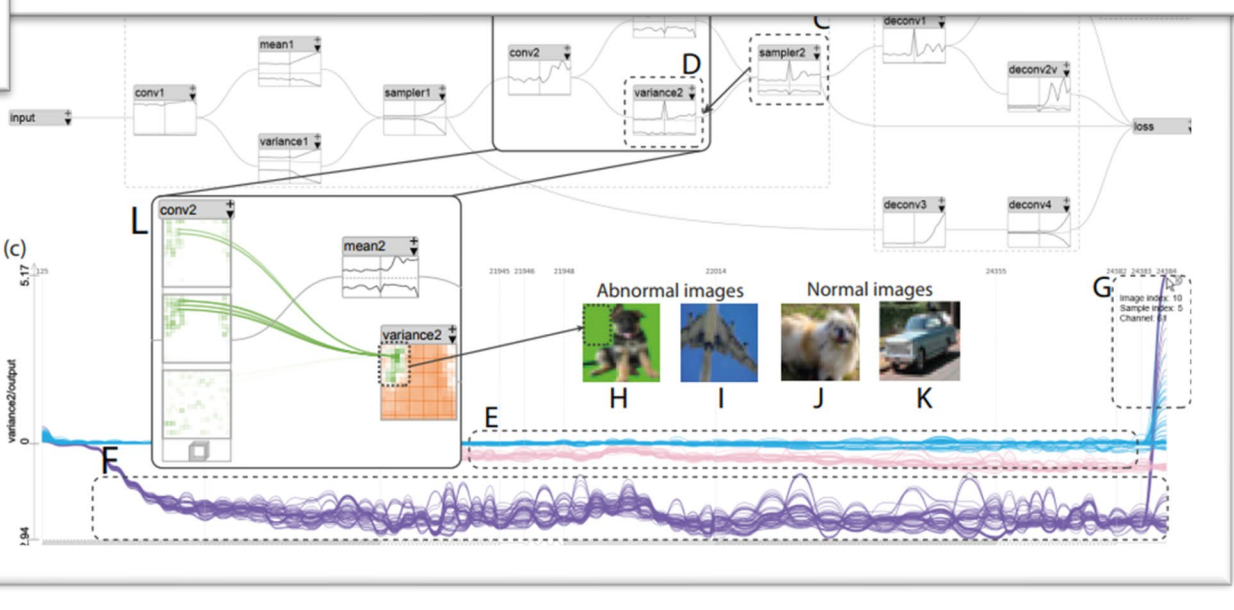 C
deconv1
mean1
conv2
sampler2
D
deconv2v
conv1
sampler1
variance2
input
loss
variance1
L
conv2
deconv3
deconv4
(c)
mean2
125
21945 21946 21948
22014
24355
24382 24383 24384
5.17
Abnormal images
Normal images
G
Image index: 10
Sample index: 5
variance2
variance2/output
H
I
J
K
E
0
F